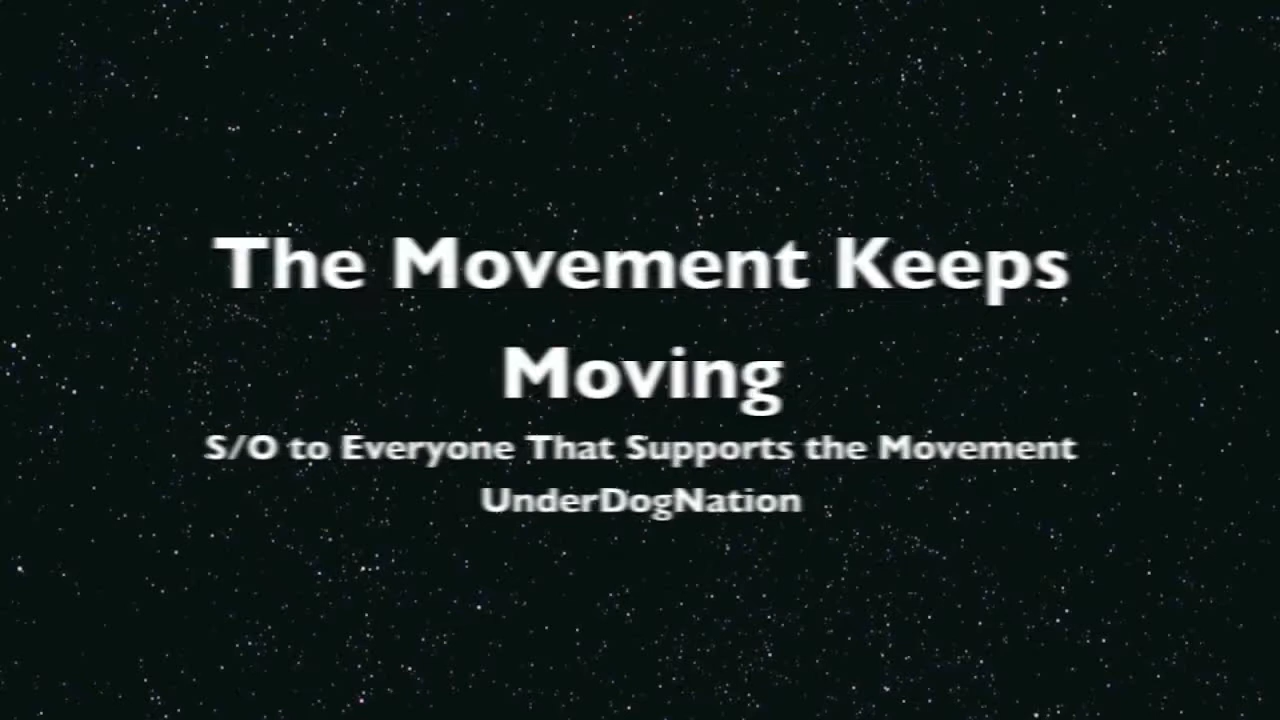 The Movement Keeps
Moving
S/O to Everyone That Supports the Movement
UnderDogNation